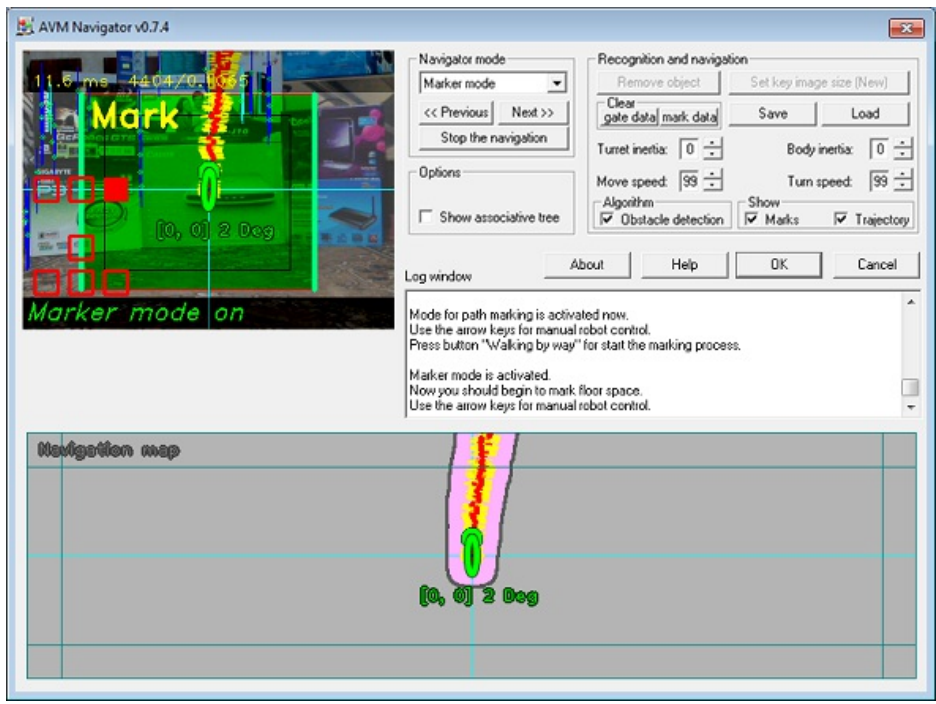 AVM Navigator v0.7.4
11.6 ms 4404/0.8065
Mark
GIGABYTE
[0, 0] 2 Deg
Marker mode on
Navigator mode
Marker mode
<< Previous
Next >>
Stop the navigation
Options
Show associative tree
Recognition and navigation
Remove object
Set key image size (New)
Clear
gate data
mark data
Save
Load
Turret inertia: 0
Body inertia: 0
Move speed: 99
Turn speed: 99
Algorithm
Obstacle detection
Show
Marks
Trajectory
About
Help
OK
Cancel
Log window
Mode for path marking is activated now.
Use the arrow keys for manual robot control.
Press button "Walking by way" for start the marking process.
Marker mode is activated.
Now you should begin to mark floor space.
Use the arrow keys for manual robot control.
Navigation map
[0, 0] 2 Deg